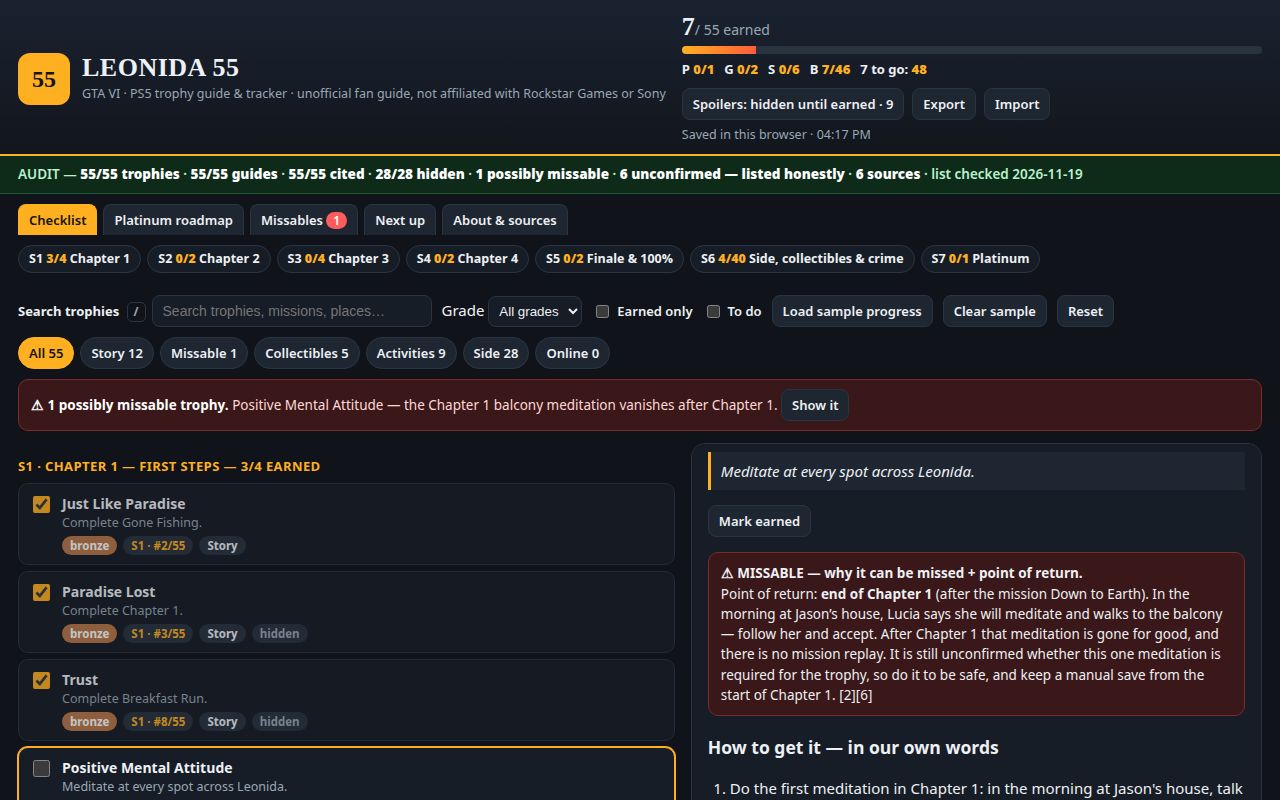 55
LEONIDA 55
GTA VI · PS5 trophy guide & tracker · unofficial fan guide, not affiliated with Rockstar Games or Sony
7/ 55 earned
P 0/1 G 0/2 S 0/6 B 7/46 7 to go: 48
Spoilers: hidden until earned · 9 Export Import
Saved in this browser · 04:17 PM
AUDIT — 55/55 trophies · 55/55 guides · 55/55 cited · 28/28 hidden · 1 possibly missable · 6 unconfirmed — listed honestly · 6 sources · list checked 2026-11-19
Checklist Platinum roadmap Missables 1 Next up About & sources
S1 3/4 Chapter 1 S2 0/2 Chapter 2 S3 0/4 Chapter 3 S4 0/2 Chapter 4 S5 0/2 Finale & 100% S6 4/40 Side, collectibles & crime S7 0/1 Platinum
Search trophies / Search trophies, missions, places… Grade All grades Earned only To do Load sample progress Clear sample Reset
All 55 Story 12 Missable 1 Collectibles 5 Activities 9 Side 28 Online 0
⚠ 1 possibly missable trophy. Positive Mental Attitude — the Chapter 1 balcony meditation vanishes after Chapter 1. Show it
S1 · CHAPTER 1 — FIRST STEPS — 3/4 EARNED
Just Like Paradise
Complete Gone Fishing.
bronze S1 · #2/55 Story
Paradise Lost
Complete Chapter 1.
bronze S1 · #3/55 Story hidden
Trust
Complete Breakfast Run.
bronze S1 · #8/55 Story hidden
Positive Mental Attitude
Meditate at every spot across Leonida.
Meditate at every spot across Leonida.
Mark earned
⚠ MISSABLE — why it can be missed + point of return.
Point of return: end of Chapter 1 (after the mission Down to Earth). In the
morning at Jason’s house, Lucia says she will meditate and walks to the balcony
— follow her and accept. After Chapter 1 that meditation is gone for good, and
there is no mission replay. It is still unconfirmed whether this one meditation is
required for the trophy, so do it to be safe, and keep a manual save from the
start of Chapter 1. [2][6]
How to get it — in our own words
1. Do the first meditation in Chapter 1: in the morning at Jason's house, talk